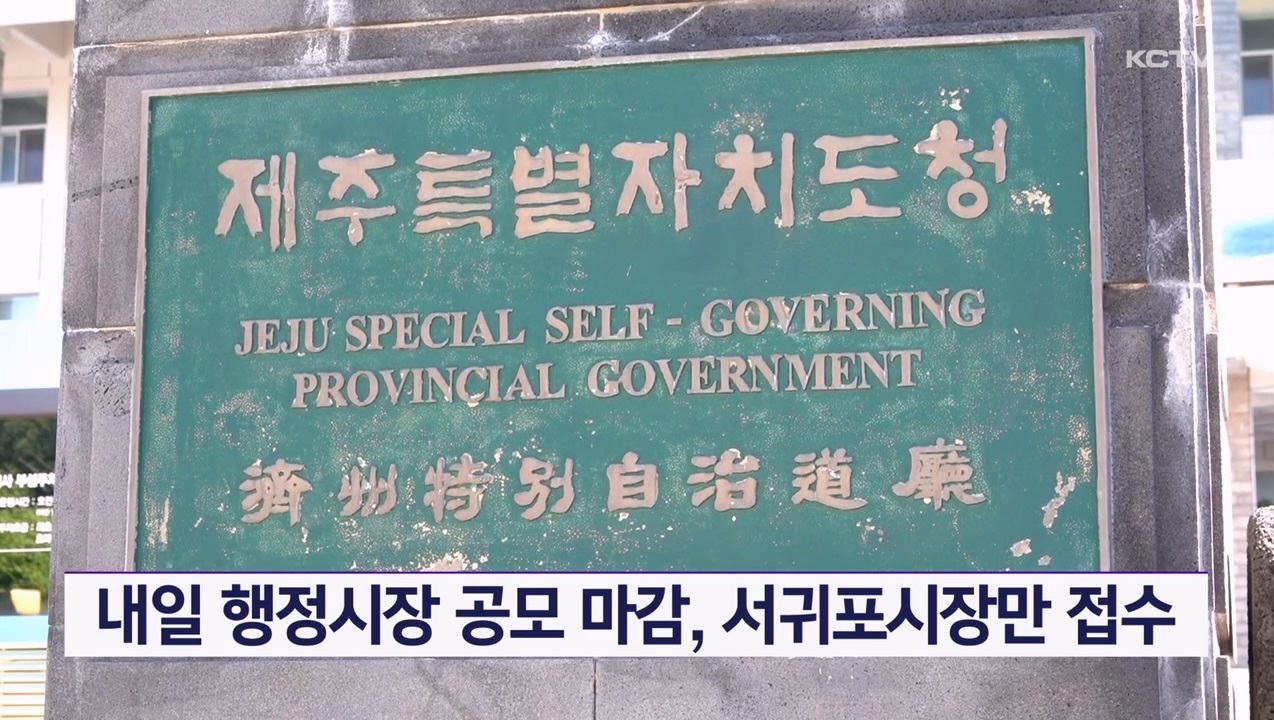 KCTV
제주특별자치도청
JEJU SPECIAL SELF - GOVERNING
PROVINCIAL GOVERNMENT
濟州特別自治道廳
내일 행정시장 공모 마감, 서귀포시장만 접수